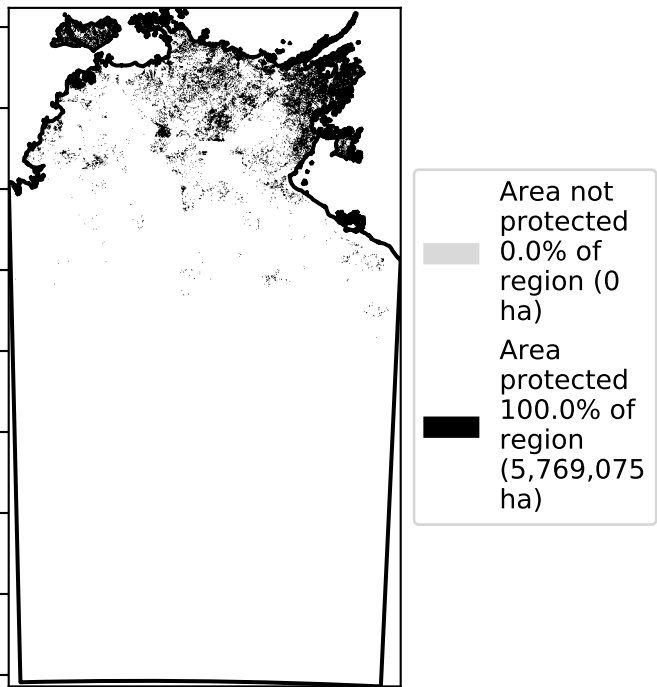 Area not
protected
0.0% of
region (0
ha)
Area
protected
100.0% of
region
(5,769,075
ha)